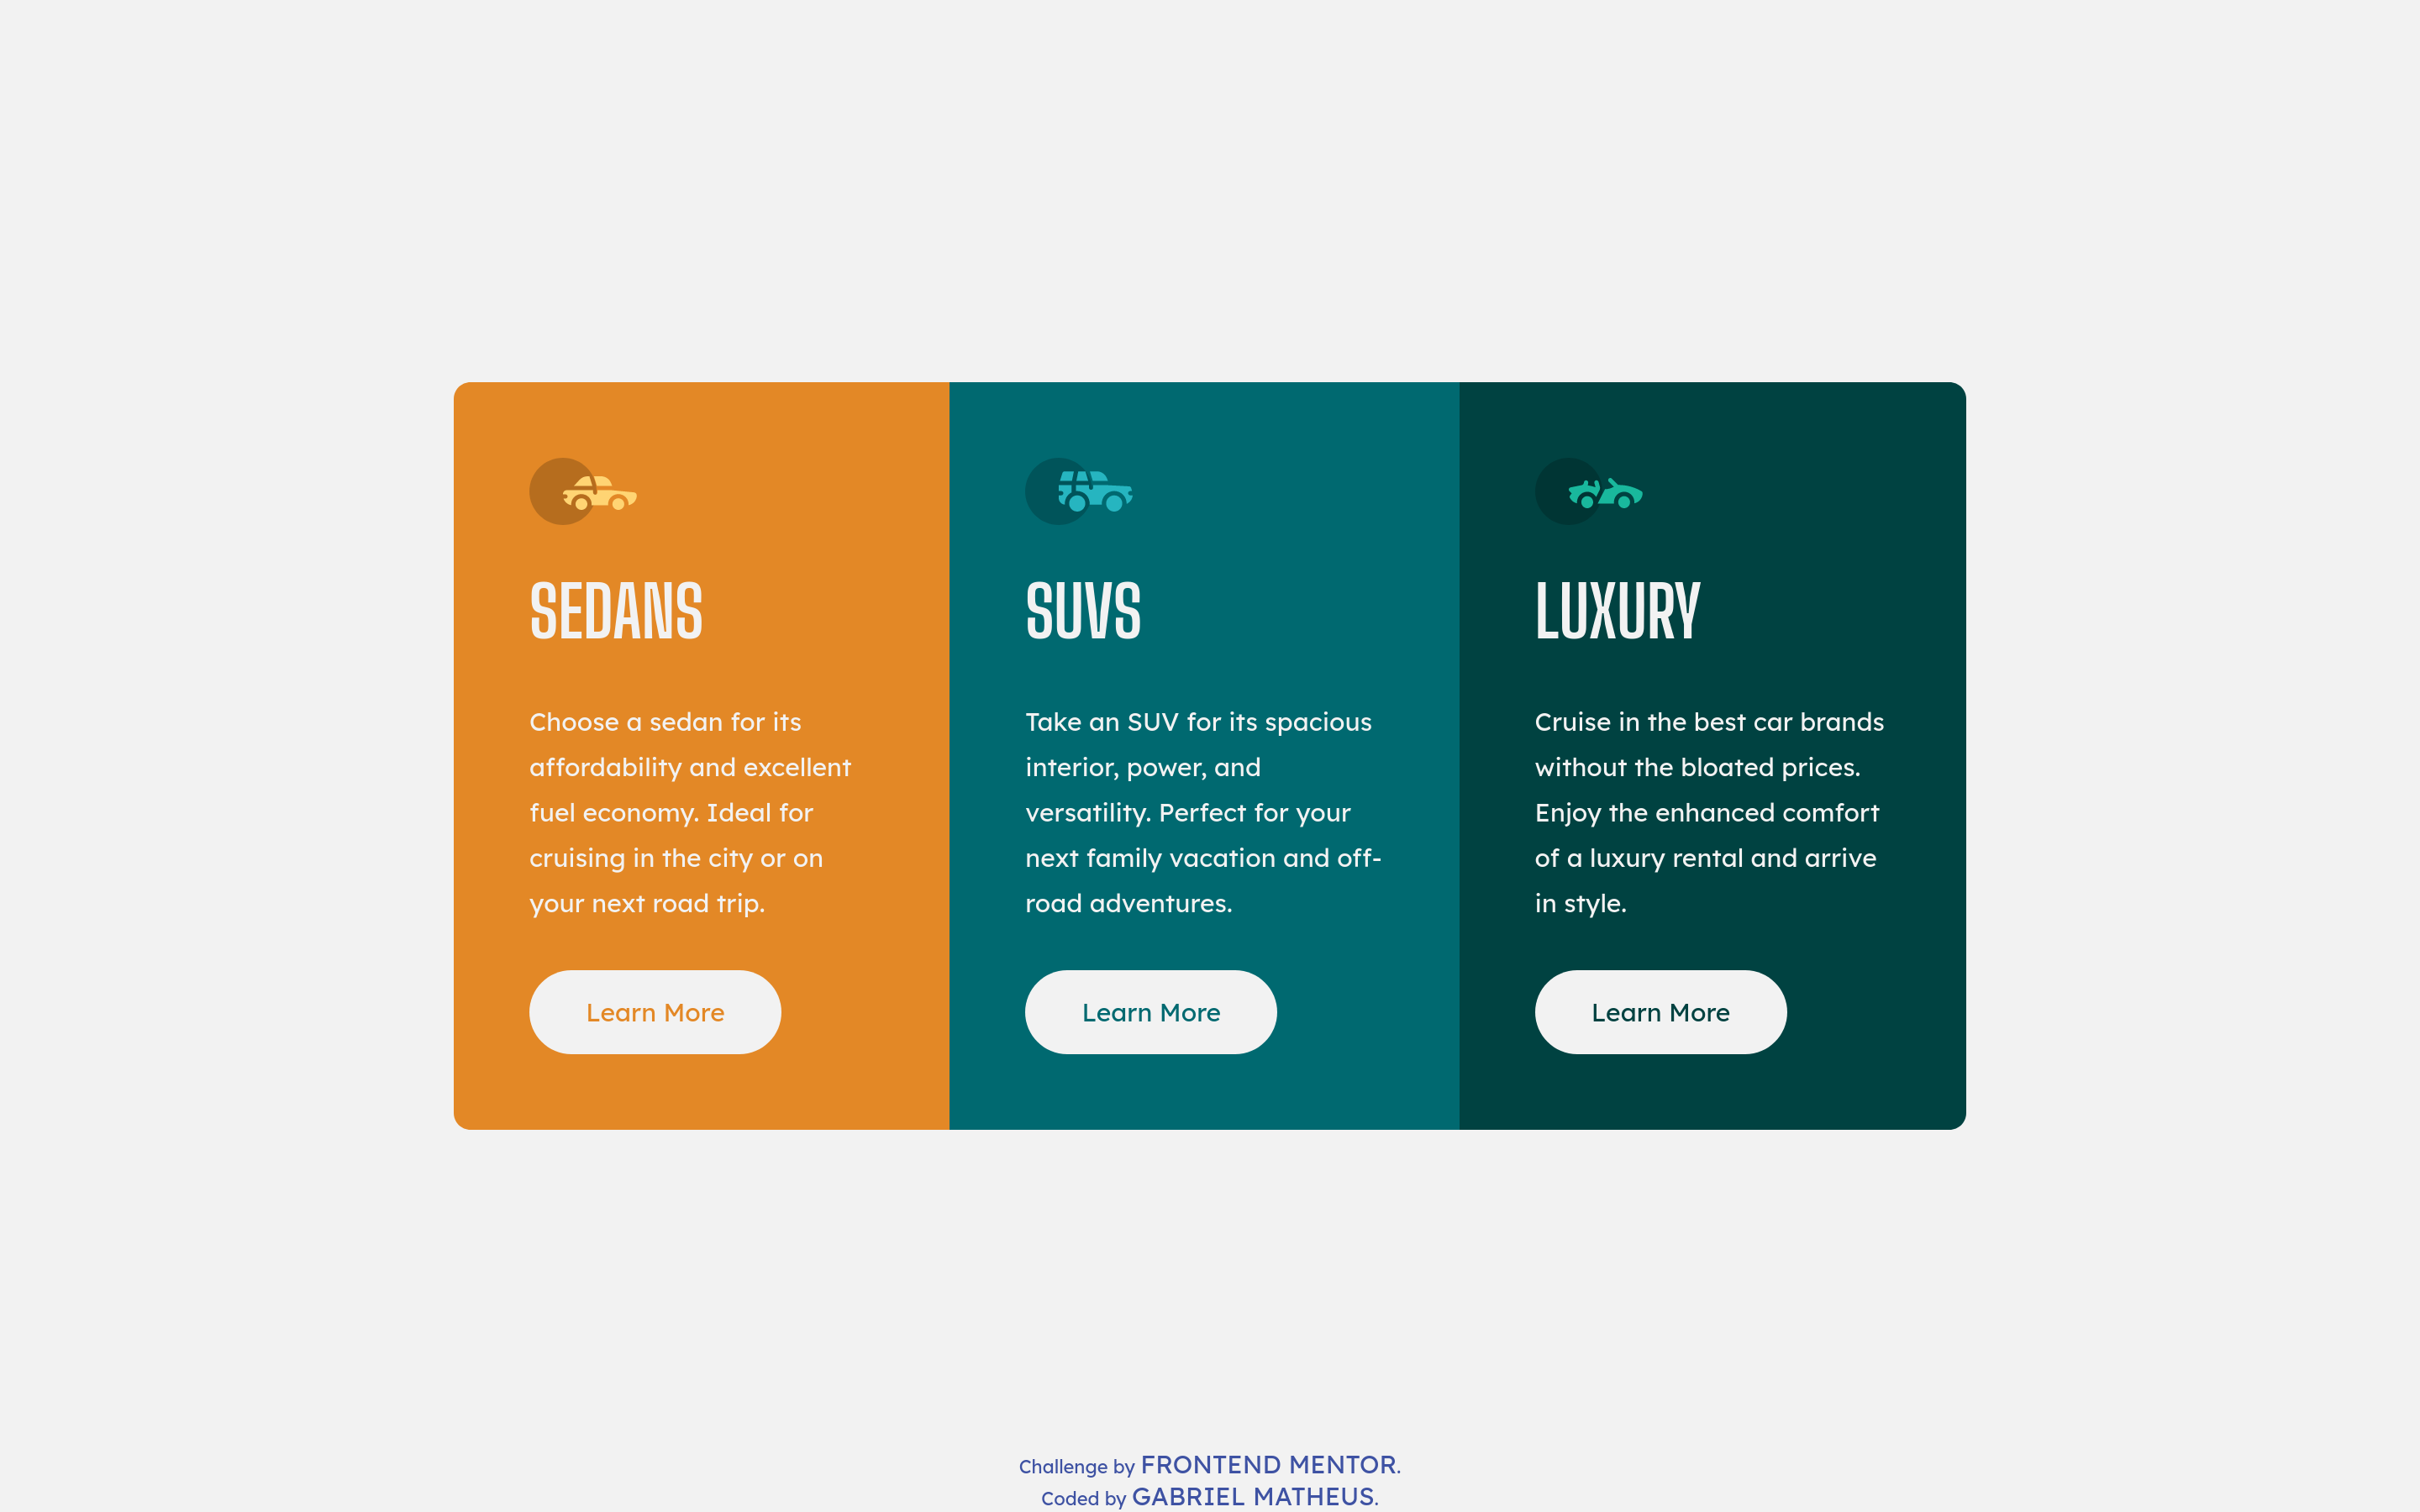 SEDANS
Choose a sedan for its
affordability and excellent
fuel economy. Ideal for
cruising in the city or on
your next road trip.
Learn More
SUVS
Take an SUV for its spacious
interior, power, and
versatility. Perfect for your
next family vacation and off-
road adventures.
Learn More
LUXURY
Cruise in the best car brands
without the bloated prices.
Enjoy the enhanced comfort
of a luxury rental and arrive
in style.
Learn More
Challenge by FRONTEND MENTOR.
Coded by GABRIEL MATHEUS.